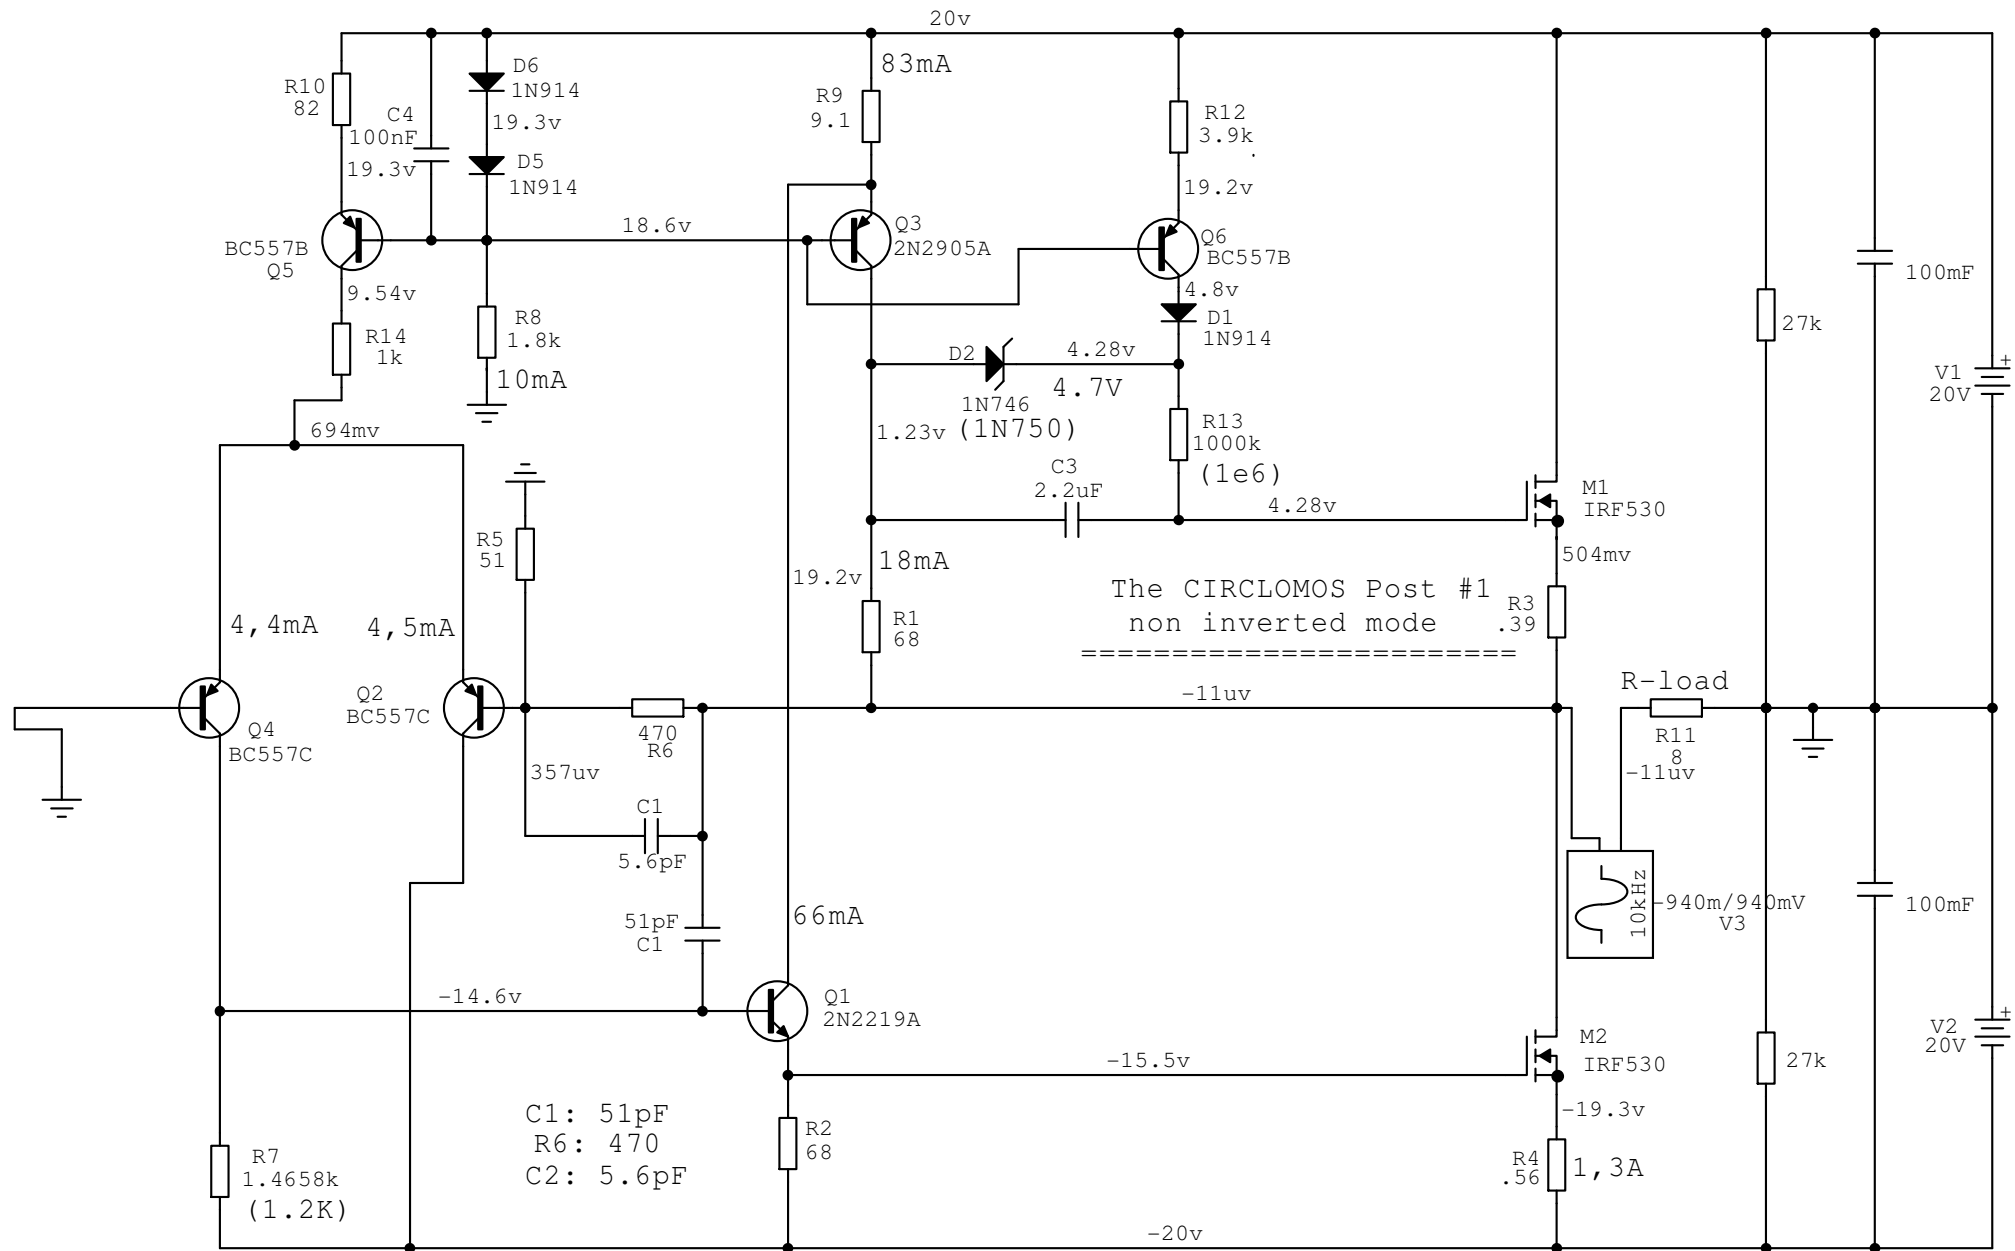 20v
83mA
D6
1N914
R10
82
C4
100nF
19.3v
19.3v
D5
1N914
R9
9.1
R12
3.9k
.
19.2v
18.6v
Q3
2N2905A
Q6
BC557B
BC557B
Q5
9.54v
4.8v
D1
1N914
R14
1k
R8
1.8k
10mA
100mF
27k
D2
4.28v
4.7V
1N746
(1N750)
V1
20V
+
694mv
1.23v
R13
1000k
(1e6)
C3
2.2uF
4.28v
M1
IRF530
R5
51
18mA
19.2v
504mv
The CIRCLOMOS Post #1
non inverted mode
========================
R3
.39
4,4mA
4,5mA
R1
68
R-load
Q2
BC557C
-11uv
Q4
BC557C
470
R6
R11
8
-11uv
357uv
C1
5.6pF
10kHz
-940m/940mV
V3
100mF
66mA
51pF
C1
-14.6v
Q1
2N2219A
M2
IRF530
+
V2
20V
27k
-15.5v
-19.3v
C1: 51pF
R6: 470
C2: 5.6pF
R2
68
R7
1.4658k
(1.2K)
R4
.56
1,3A
-20v